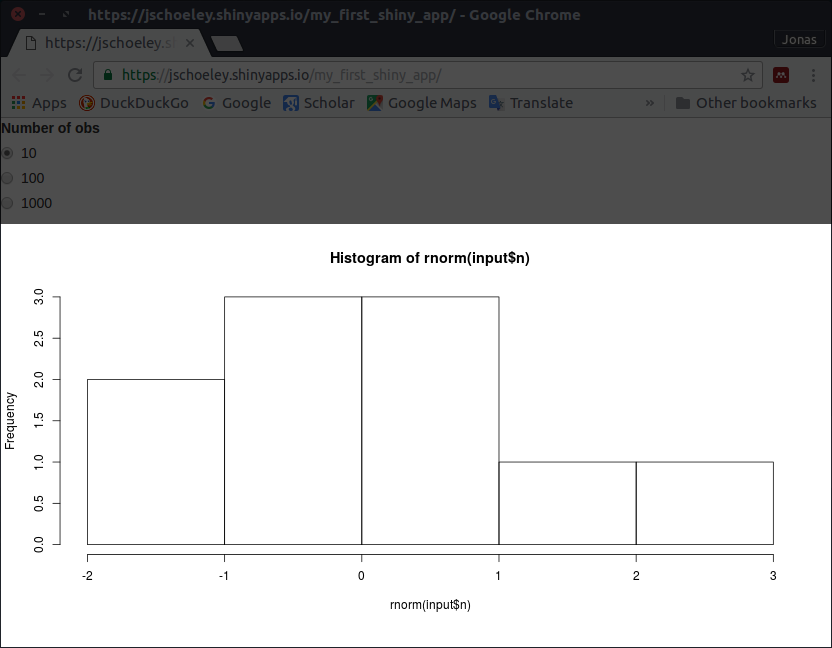 https://jschoeley.shinyapps.io/my_first_shiny_app/ - Google Chrome
https://jschoeley.s
Jonas
https://jschoeley.shinyapps.io/my_first_shiny_app/
Apps DuckDuckGo Google Scholar Google Maps Translate » Other bookmarks
Number of obs
10
100
1000
Histogram of rnorm(input$n)
Frequency
3.0
2.5
2.0
1.5
1.0
0.5
0.0
-2 -1 0 1 2 3
rnorm(input$n)